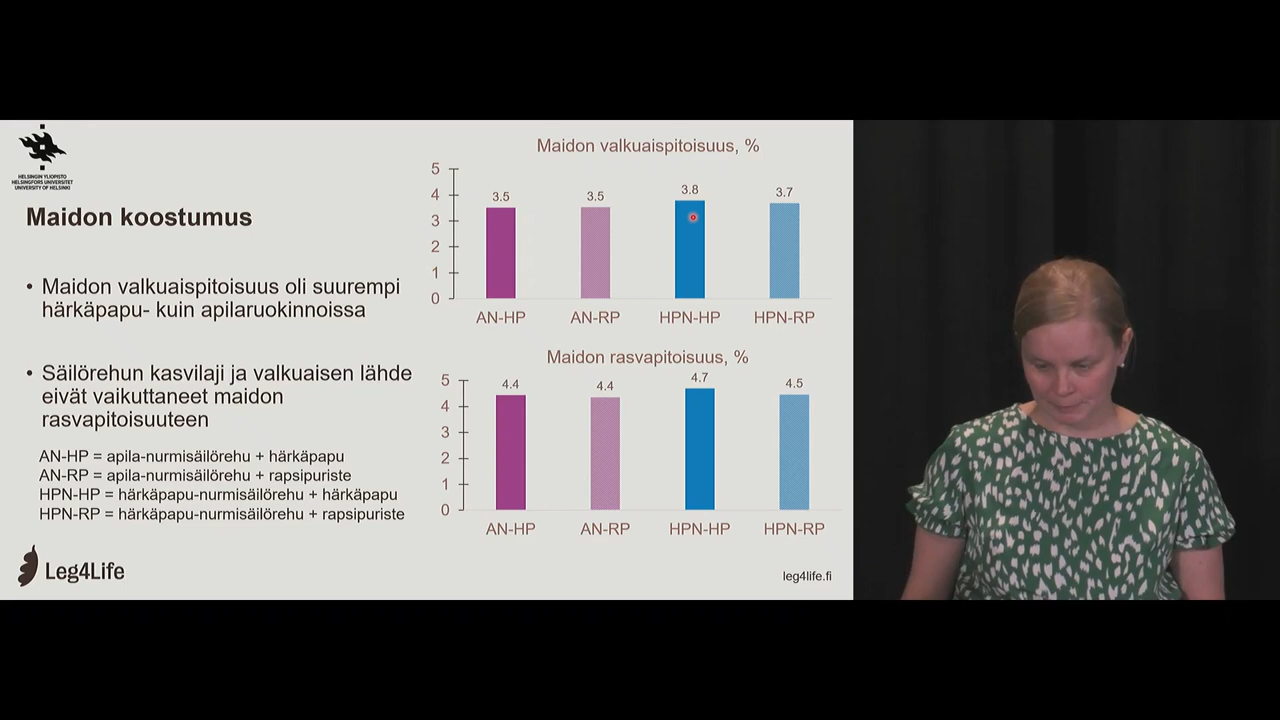 HELSINGIN YLIOPISTO
HELSINGFORS UNIVERSITET
UNIVERSITY OF HELSINKI
Maidon koostumus
• Maidon valkuaispitoisuus oli suurempi
härkäpapu- kuin apilaruokinnoissa
• Säilörehun kasvilaji ja valkuaisen lähde
eivät vaikuttaneet maidon
rasvapitoisuuteen
AN-HP = apila-nurmisäilörehu + härkäpapu
AN-RP = apila-nurmisäilörehu + rapsipuriste
HPN-HP = härkäpapu-nurmisäilörehu + härkäpapu
HPN-RP = härkäpapu-nurmisäilörehu + rapsipuriste
Leg4Life
Maidon valkuaispitoisuus, %
5
4
3
2
1
0
3.5 3.5 3.8 3.7
AN-HP AN-RP HPN-HP HPN-RP
Maidon rasvapitoisuus, %
5
4
3
2
1
0
4.4 4.4 4.7 4.5
AN-HP AN-RP HPN-HP HPN-RP
leg4life.fi